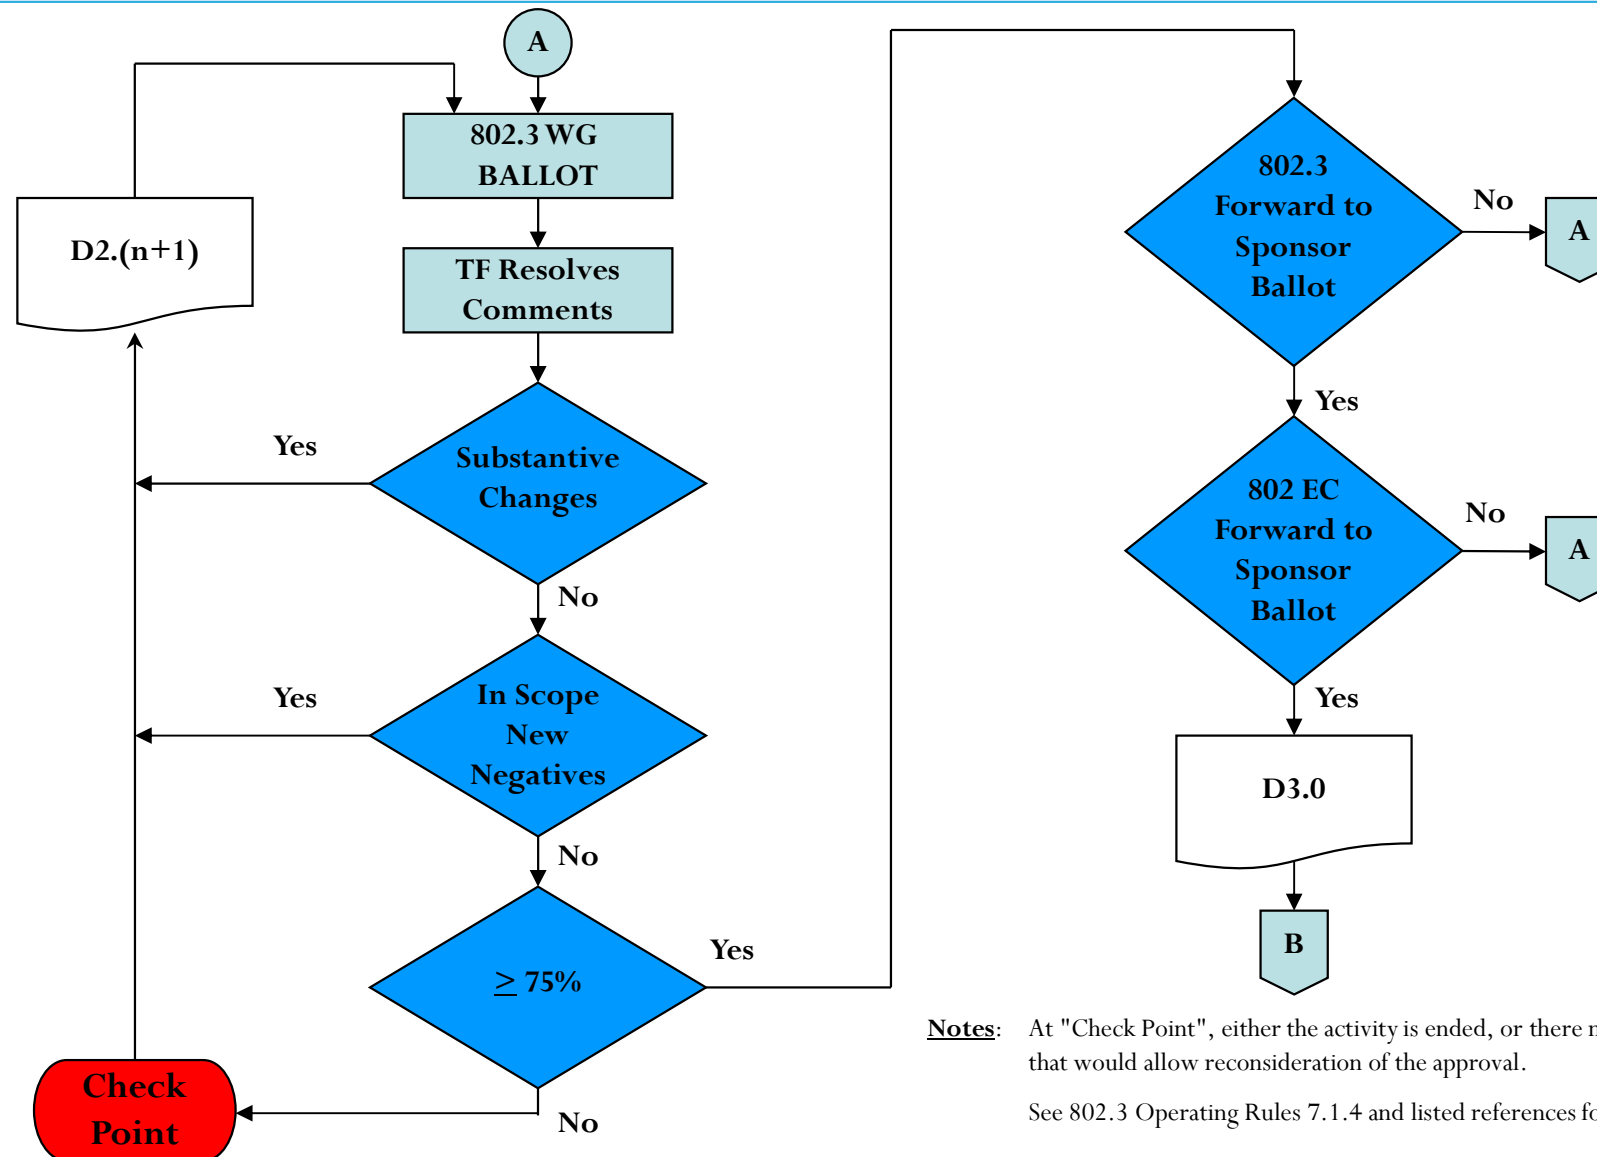 A
802.3 WG
BALLOT
D2.(n+1)
TF Resolves
Comments
Yes
Substantive
Changes
No
Yes
In Scope
New
Negatives
No
≥ 75%
Yes
Check
Point
No
802.3
Forward to
Sponsor
Ballot
No
A
Yes
802 EC
Forward to
Sponsor
Ballot
No
A
Yes
D3.0
B
Notes: At "Check Point", either the activity is ended, or there
that would allow reconsideration of the approval.
See 802.3 Operating Rules 7.1.4 and listed references